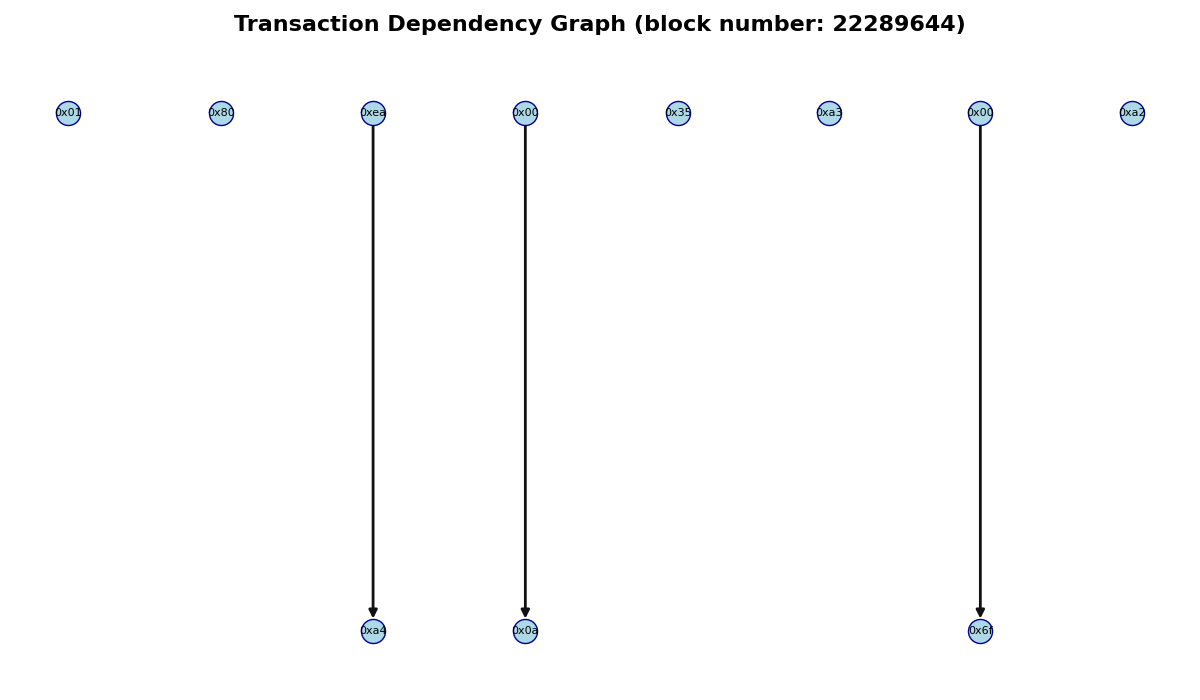 Transaction Dependency Graph (block number: 22289644)
0x01 0x80 0xea 0x00 0x35 0xa3 0x00 0xa2
0xa4 0x0a 0x6f